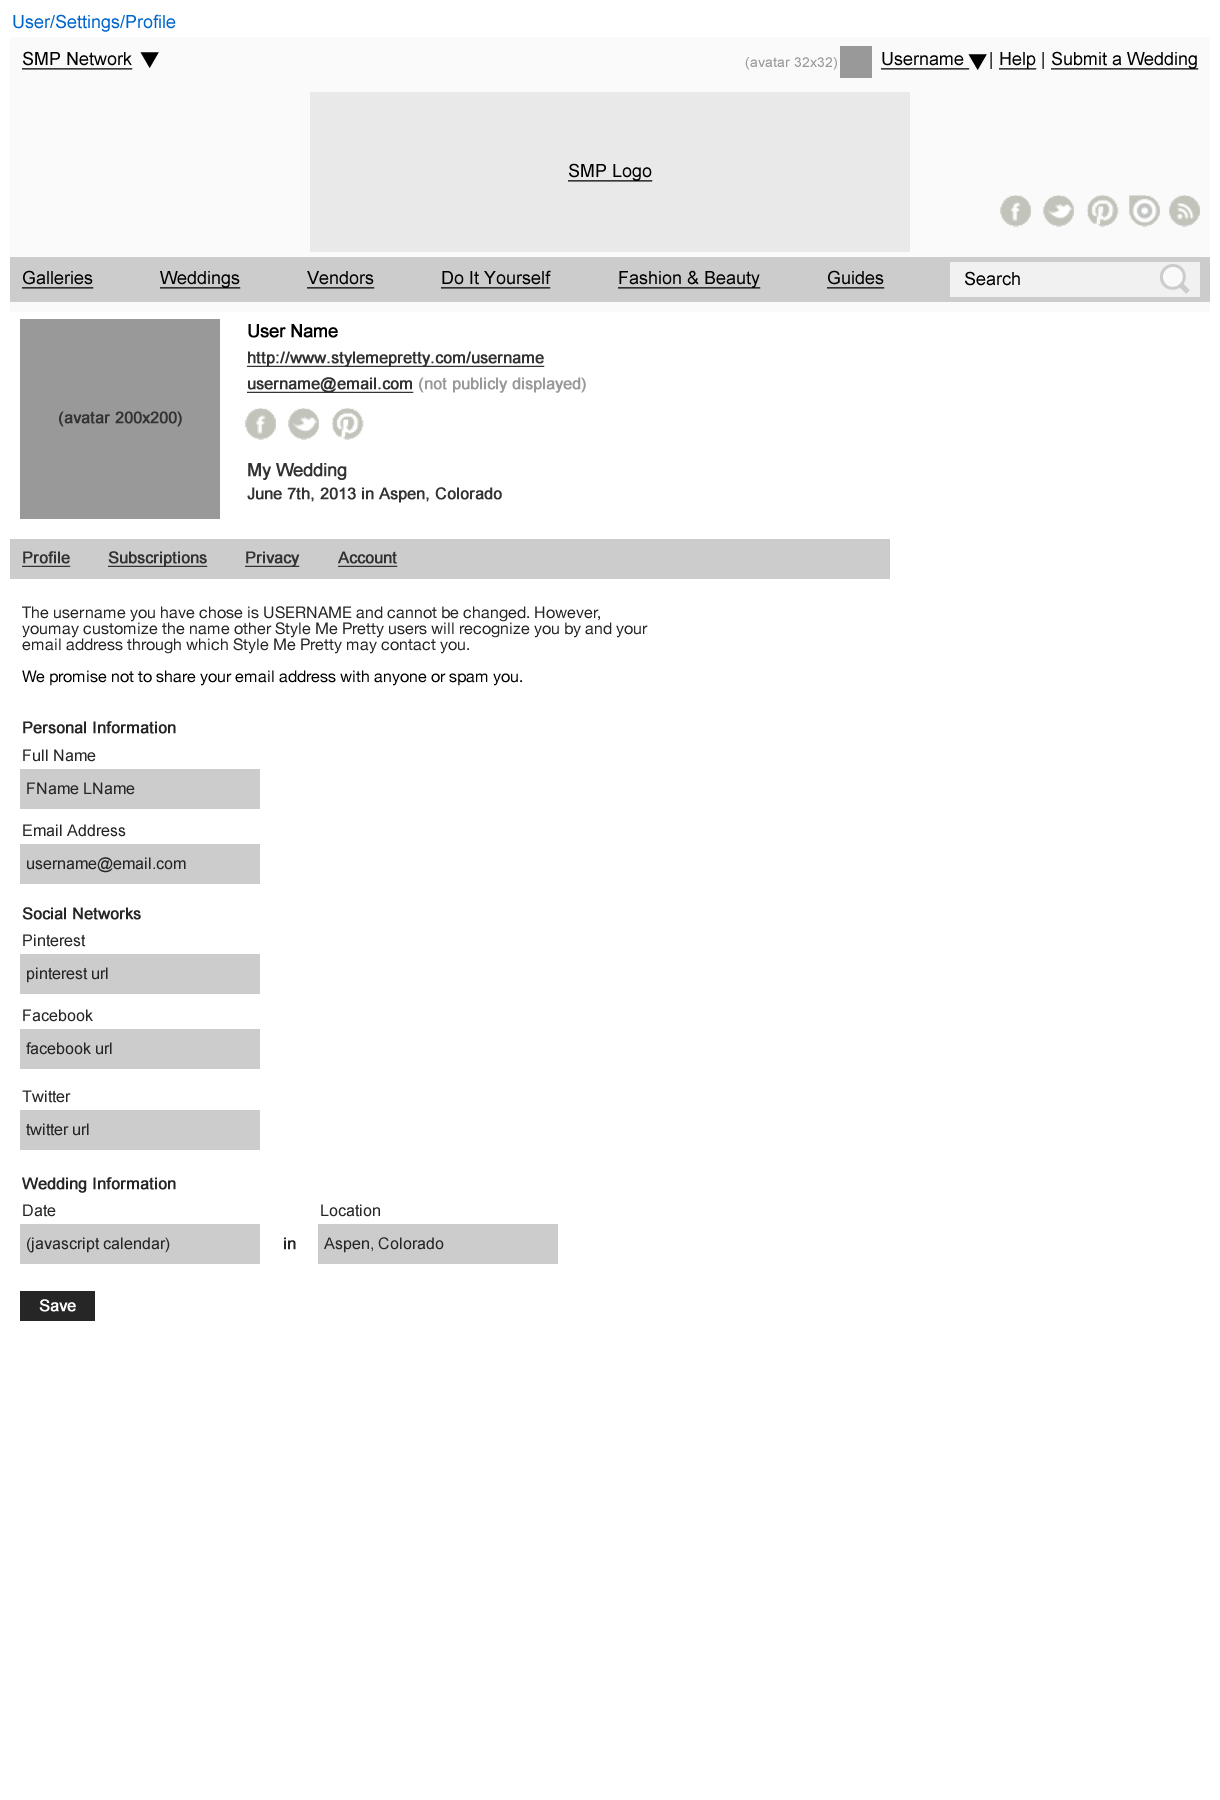 User/Settings/Profile
SMP Network
(avatar 32x32) Username | Help | Submit a Wedding
SMP Logo
Galleries Weddings Vendors Do It Yourself Fashion & Beauty Guides Search
(avatar 200x200)
User Name
http://www.stylemepretty.com/username
username@email.com (not publicly displayed)
My Wedding
June 7th, 2013 in Aspen, Colorado
Profile Subscriptions Privacy Account
The username you have chose is USERNAME and cannot be changed. However,
youmay customize the name other Style Me Pretty users will recognize you by and your
email address through which Style Me Pretty may contact you.
We promise not to share your email address with anyone or spam you.
Personal Information
Full Name
FName LName
Email Address
username@email.com
Social Networks
Pinterest
pinterest url
Facebook
facebook url
Twitter
twitter url
Wedding Information
Date Location
(javascript calendar) in Aspen, Colorado
Save